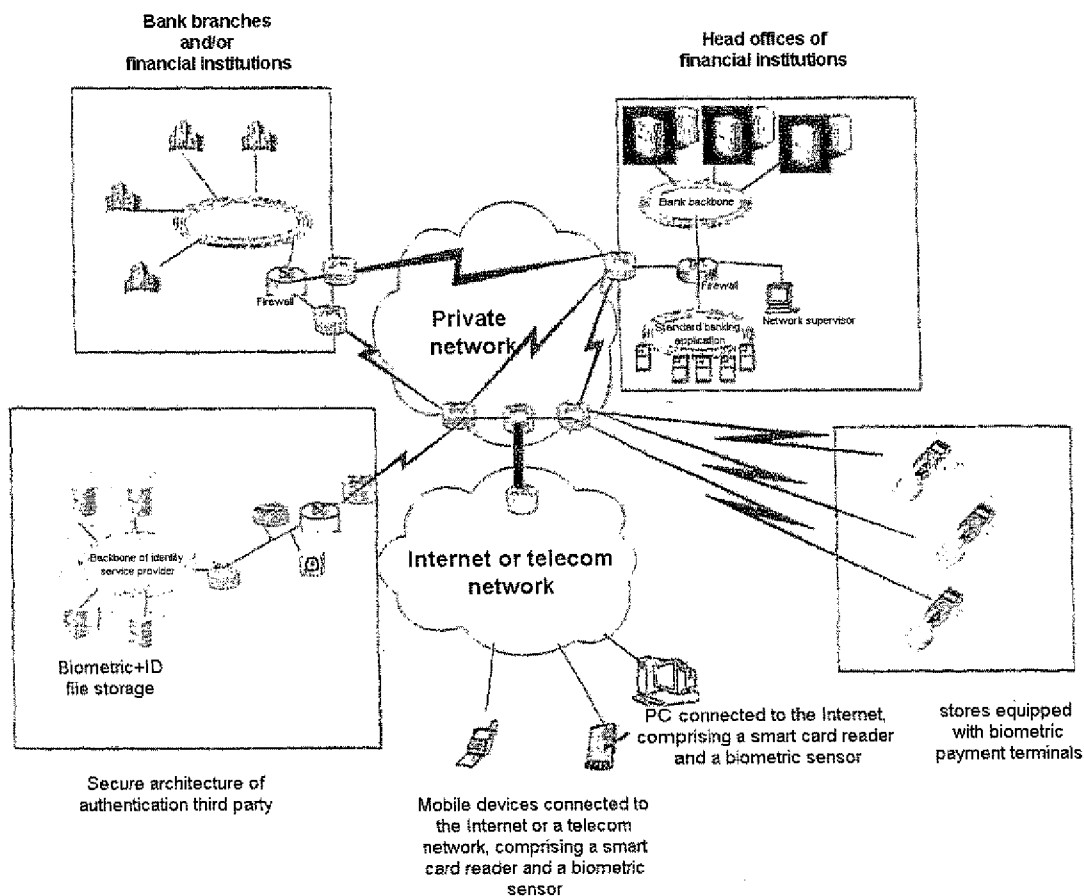 Bank branches
and/or
financial institutions
Head offices of
financial institutions
Bank backbone
Firewall
Firewall
Network supervisor
Standard banking
application
Private
network
Backbone of identity
service provider
Internet or telecom
network
Biometric+ID
file storage
PC connected to the Internet,
comprising a smart card reader
and a biometric sensor
stores equipped
with biometric
payment terminals
Secure architecture of
authentication third party
Mobile devices connected to
the Internet or a telecom
network, comprising a smart
card reader and a biometric
sensor